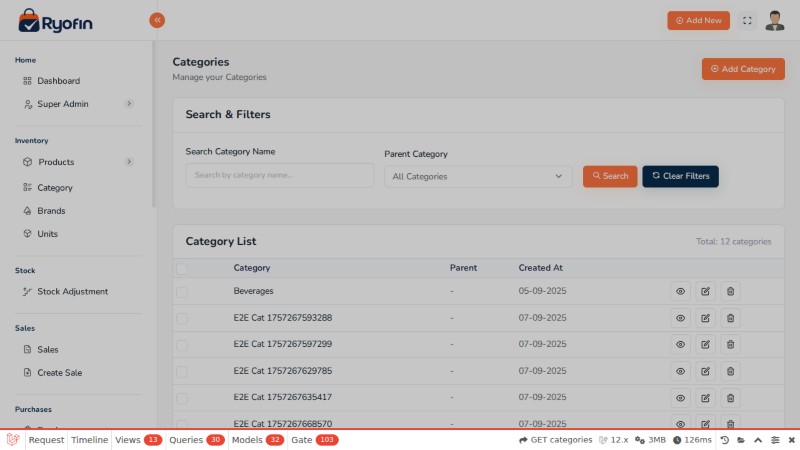 Ryofin
Add New
Home
Dashboard
Super Admin
Inventory
Products
Category
Brands
Units
Stock
Stock Adjustment
Sales
Sales
Create Sale
Purchases
Categories
Manage your Categories
Add Category
Search & Filters
Search Category Name
Parent Category
Search by category name...
All Categories
Search
Clear Filters
Category List
Total: 12 categories
Category Parent Created At
Beverages - 05-09-2025
E2E Cat 1757267593288 - 07-09-2025
E2E Cat 1757267597299 - 07-09-2025
E2E Cat 1757267629785 - 07-09-2025
E2E Cat 1757267635417 - 07-09-2025
E2E Cat 1757267668570 - 07-09-2025
Request Timeline Views 13 Queries 30 Models 32 Gate 103 GET categories 12.x 3MB 126ms